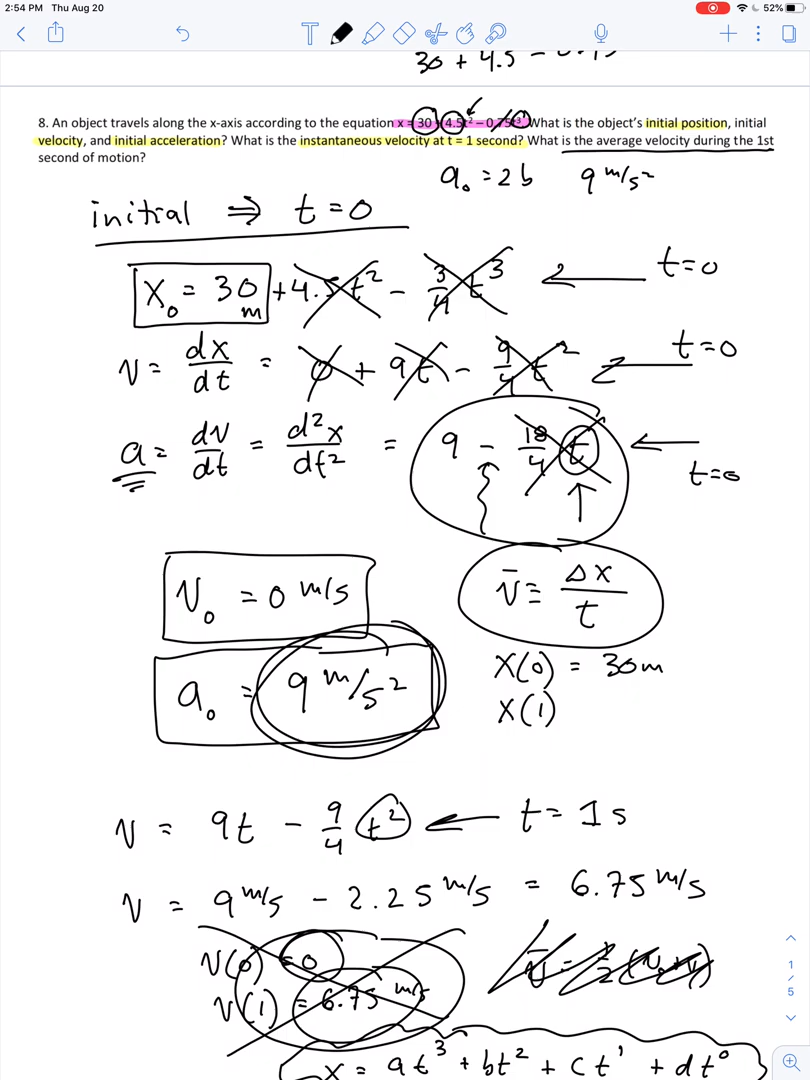 2:54 PM Thu Aug 20
52%
30 + 4.5 -
8. An object travels along the x-axis according to the equation x = 30 + 4.5t² – 0.75t³. What is the object's initial position, initial
velocity, and initial acceleration? What is the instantaneous velocity at t = 1 second? What is the average velocity during the 1st
second of motion?
a₀ = 2b 9 m/s²
initial ⇒ t = 0
X₀ = 30 m + 4.5t² - 3/4 t³ ← t=0
v = dx/dt = 0 + 9t - 9/4 t² ← t=0
a = dv/dt = d²x/dt² = 9 - 18/4 t ← t=0
v₀ = 0 m/s
v̄ ≡ Δx/t
a₀ = 9 m/s²
X(0) = 30m
X(1)
v = 9t - 9/4 t² ← t = 1s
v = 9 m/s - 2.25 m/s = 6.75 m/s
v(0) = 0
v(1) = 6.75 m/s
x = at³ + bt² + ct¹ + dt⁰
1
/
5